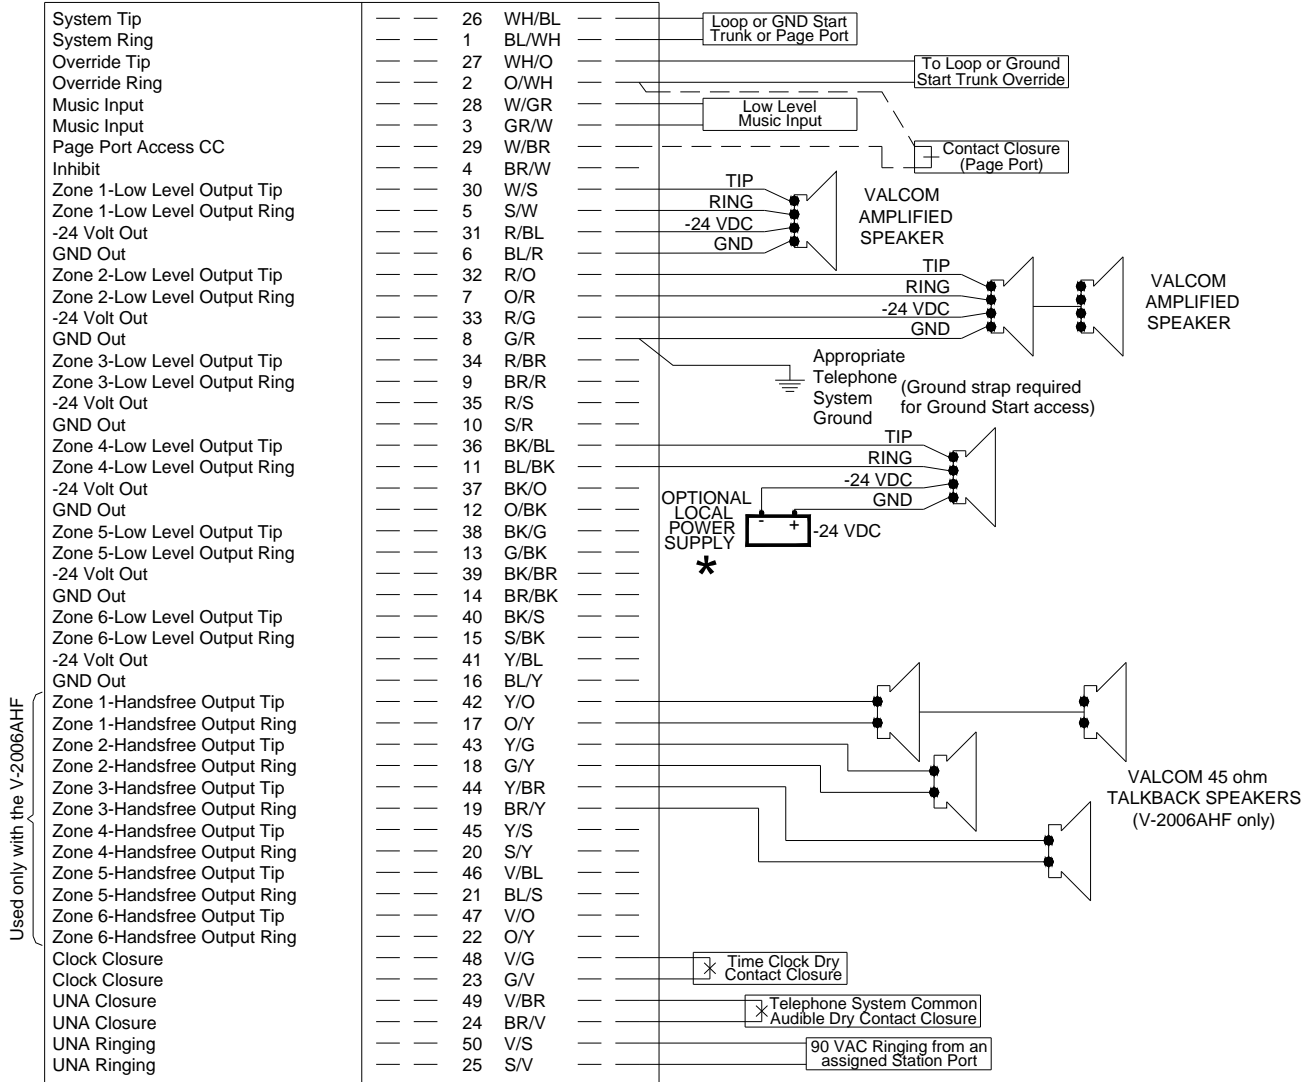 System Tip 26 WH/BL
System Ring 1 BL/WH
Override Tip 27 WH/O
Override Ring 2 O/WH
Music Input 28 W/GR
Music Input 3 GR/W
Page Port Access CC 29 W/BR
Inhibit 4 BR/W
Zone 1-Low Level Output Tip 30 W/S
Zone 1-Low Level Output Ring 5 S/W
-24 Volt Out 31 R/BL
GND Out 6 BL/R
Zone 2-Low Level Output Tip 32 R/O
Zone 2-Low Level Output Ring 7 O/R
-24 Volt Out 33 R/G
GND Out 8 G/R
Zone 3-Low Level Output Tip 34 R/BR
Zone 3-Low Level Output Ring 9 BR/R
-24 Volt Out 35 R/S
GND Out 10 S/R
Zone 4-Low Level Output Tip 36 BK/BL
Zone 4-Low Level Output Ring 11 BL/BK
-24 Volt Out 37 BK/O
GND Out 12 O/BK
Zone 5-Low Level Output Tip 38 BK/G
Zone 5-Low Level Output Ring 13 G/BK
-24 Volt Out 39 BK/BR
GND Out 14 BR/BK
Zone 6-Low Level Output Tip 40 BK/S
Zone 6-Low Level Output Ring 15 S/BK
-24 Volt Out 41 Y/BL
GND Out 16 BL/Y
Zone 1-Handsfree Output Tip 42 Y/O
Zone 1-Handsfree Output Ring 17 O/Y
Zone 2-Handsfree Output Tip 43 Y/G
Zone 2-Handsfree Output Ring 18 G/Y
Zone 3-Handsfree Output Tip 44 Y/BR
Zone 3-Handsfree Output Ring 19 BR/Y
Zone 4-Handsfree Output Tip 45 Y/S
Zone 4-Handsfree Output Ring 20 S/Y
Zone 5-Handsfree Output Tip 46 V/BL
Zone 5-Handsfree Output Ring 21 BL/S
Zone 6-Handsfree Output Tip 47 V/O
Zone 6-Handsfree Output Ring 22 O/Y
Clock Closure 48 V/G
Clock Closure 23 G/V
UNA Closure 49 V/BR
UNA Closure 24 BR/V
UNA Ringing 50 V/S
UNA Ringing 25 S/V
Used only with the V-2006AHF
Loop or GND Start
Trunk or Page Port
To Loop or Ground
Start Trunk Override
Low Level
Music Input
Contact Closure
(Page Port)
TIP
RING
-24 VDC
GND
VALCOM
AMPLIFIED
SPEAKER
TIP
RING
-24 VDC
GND
VALCOM
AMPLIFIED
SPEAKER
Appropriate
Telephone
System
Ground
(Ground strap required
for Ground Start access)
TIP
RING
-24 VDC
GND
OPTIONAL
LOCAL
POWER
SUPPLY
*
- +
-24 VDC
VALCOM 45 ohm
TALKBACK SPEAKERS
(V-2006AHF only)
Time Clock Dry
Contact Closure
Telephone System Common
Audible Dry Contact Closure
90 VAC Ringing from an
assigned Station Port